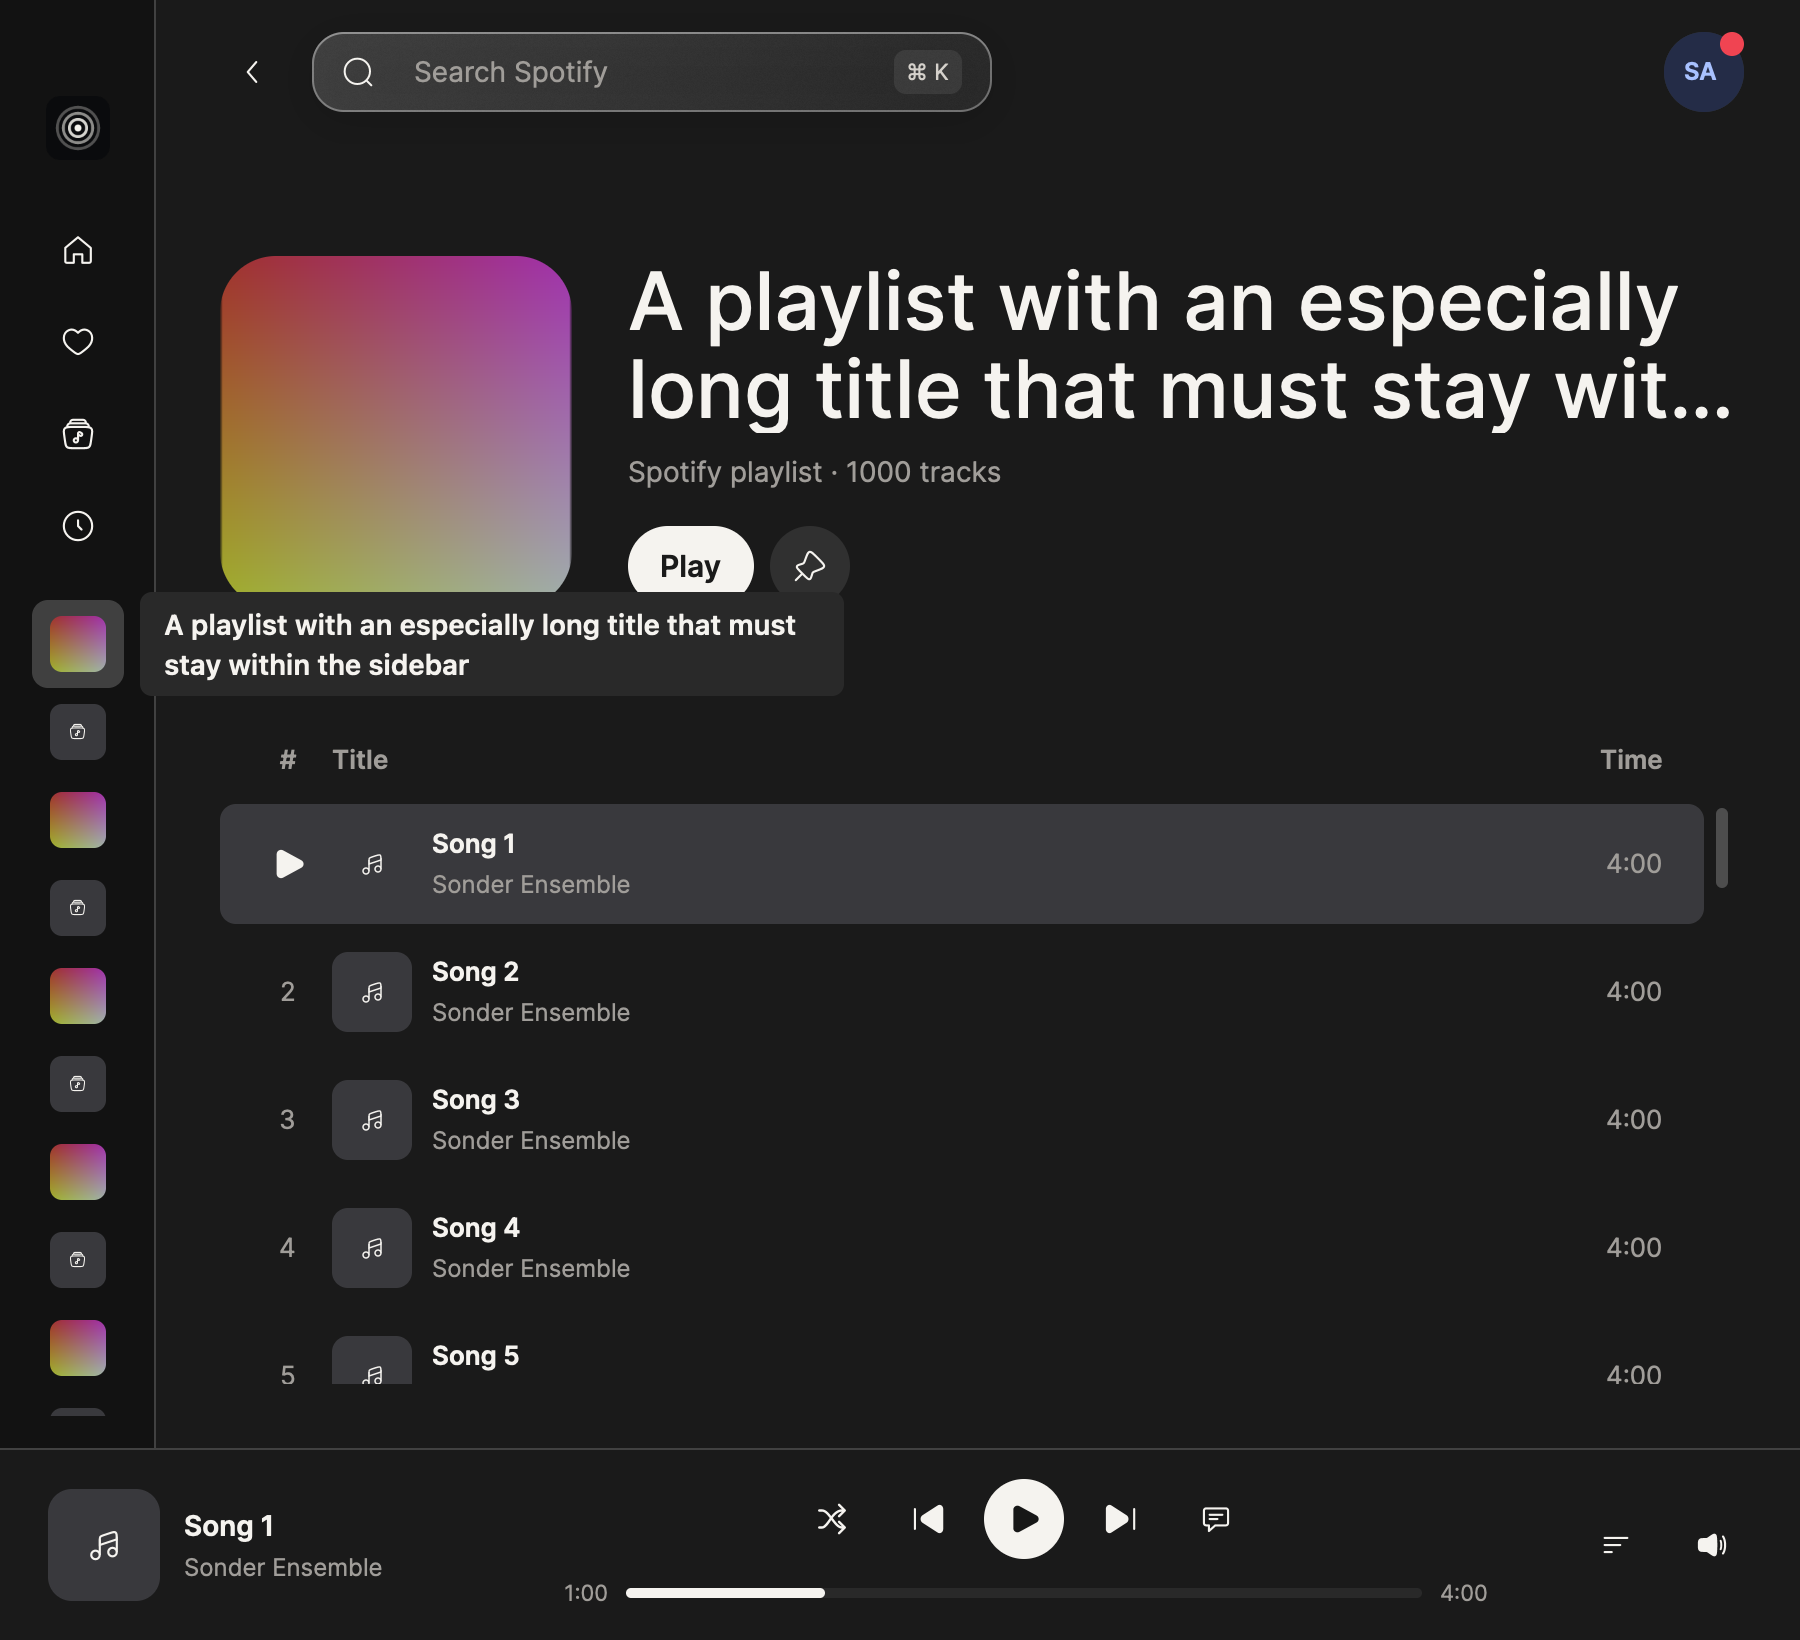 Search Spotify
⌘ K
SA
A playlist with an especially
long title that must stay wit...
Spotify playlist · 1000 tracks
Play
A playlist with an especially long title that must
stay within the sidebar
# Title Time
Song 1
Sonder Ensemble
4:00
2
Song 2
Sonder Ensemble
4:00
3
Song 3
Sonder Ensemble
4:00
4
Song 4
Sonder Ensemble
4:00
5
Song 5
4:00
Song 1
Sonder Ensemble
1:00
4:00